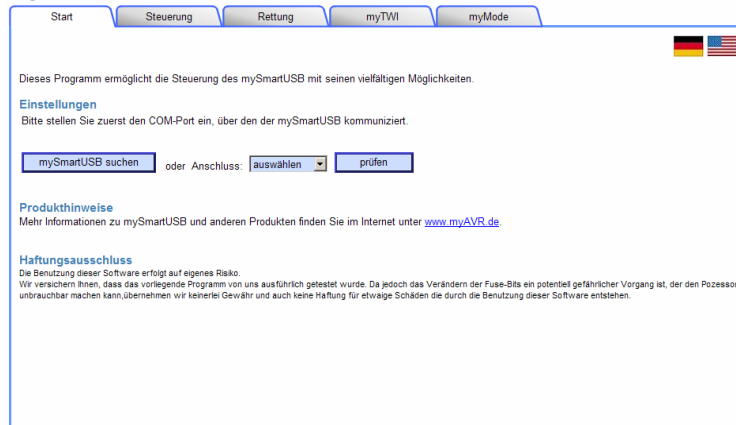 Start Steuerung Rettung myTWI myMode
Dieses Programm ermöglicht die Steuerung des mySmartUSB mit seinen vielfältigen Möglichkeiten.
Einstellungen
Bitte stellen Sie zuerst den COM-Port ein, über den der mySmartUSB kommuniziert.
mySmartUSB suchen oder Anschluss: auswählen prüfen
Produkthinweise
Mehr Informationen zu mySmartUSB und anderen Produkten finden Sie im Internet unter www.myAVR.de.
Haftungsausschluss
Die Benutzung dieser Software erfolgt auf eigenes Risiko.
Wir versichern Ihnen, dass das vorliegende Programm von uns ausführlich getestet wurde. Da jedoch das Verändern der Fuse-Bits ein potentiell gefährlicher Vorgang ist, der den Pozessor
unbrauchbar machen kann,übernehmen wir keinerlei Gewähr und auch keine Haftung für etwaige Schäden die durch die Benutzung dieser Software entstehen.